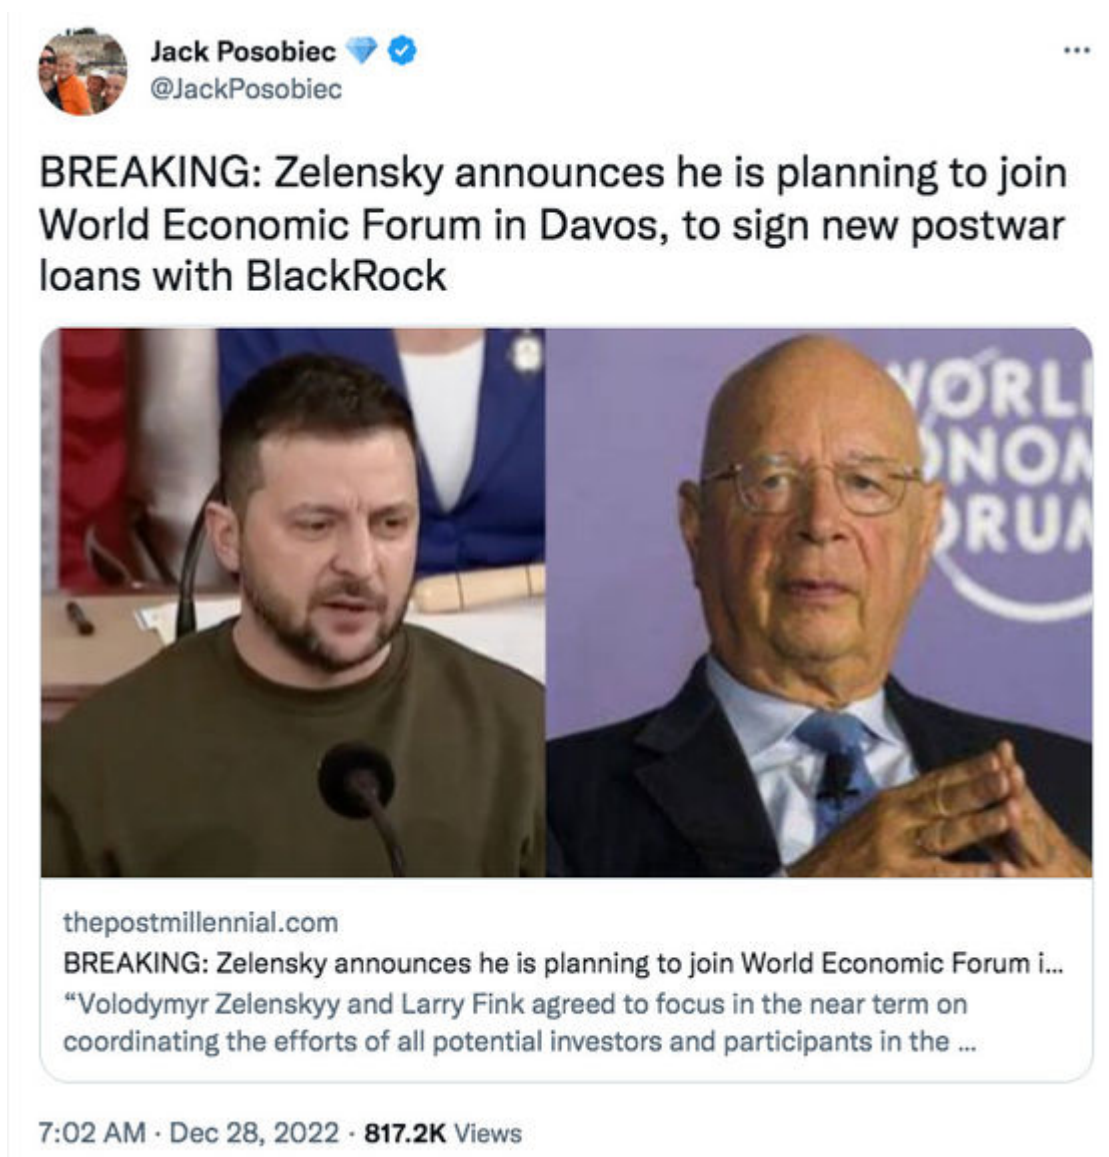 Jack Posobiec
@JackPosobiec
BREAKING: Zelensky announces he is planning to join
World Economic Forum in Davos, to sign new postwar
loans with BlackRock
WORL
ONOM
ORUM
thepostmillennial.com
BREAKING: Zelensky announces he is planning to join World Economic Forum i...
“Volodymyr Zelenskyy and Larry Fink agreed to focus in the near term on
coordinating the efforts of all potential investors and participants in the ...
7:02 AM · Dec 28, 2022 · 817.2K Views